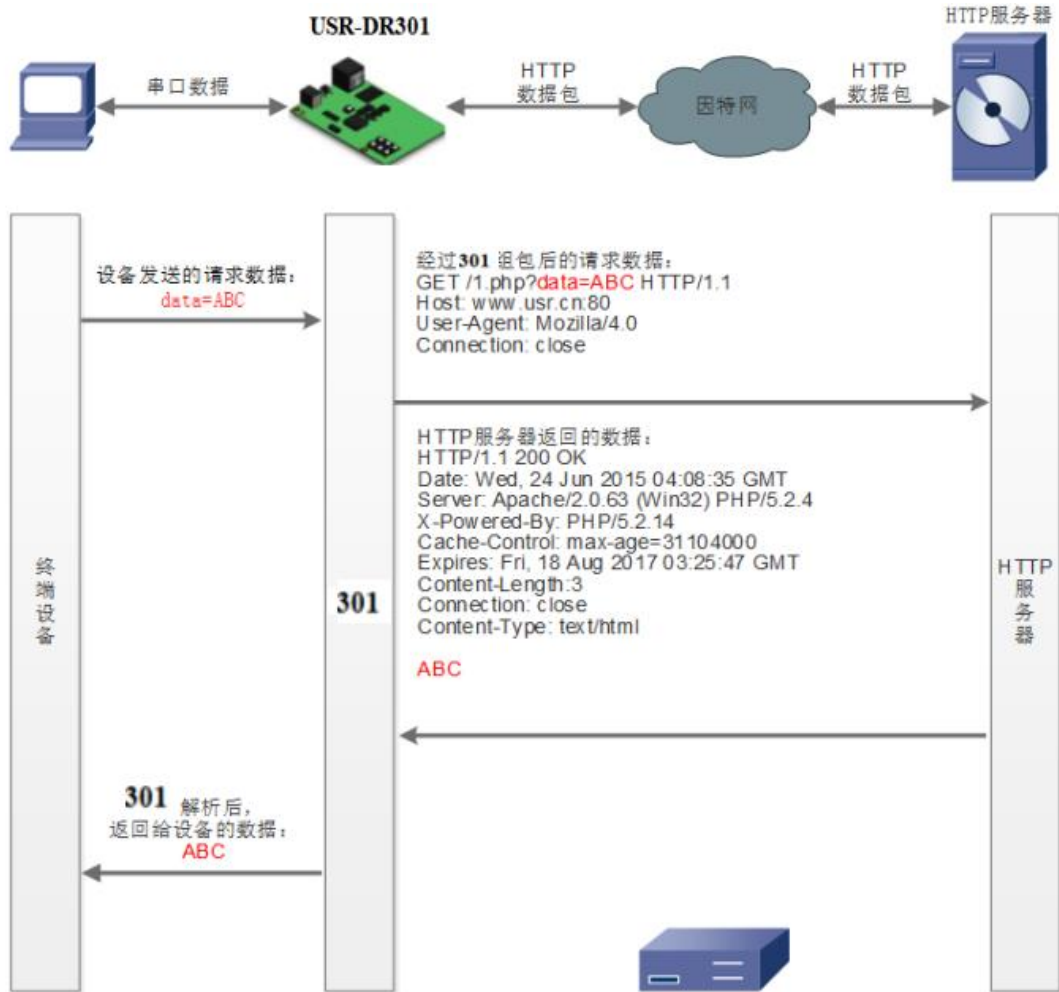 USR-DR301
HTTP服务器
串口数据
HTTP
数据包
因特网
HTTP
数据包
设备发送的请求数据：
data=ABC
经过301 组包后的请求数据：
GET /1.php?data=ABC HTTP/1.1
Host: www.usr.cn:80
User-Agent: Mozilla/4.0
Connection: close
HTTP服务器返回的数据：
HTTP/1.1 200 OK
Date: Wed, 24 Jun 2015 04:08:35 GMT
Server: Apache/2.0.63 (Win32) PHP/5.2.4
X-Powered-By: PHP/5.2.14
Cache-Control: max-age=31104000
Expires: Fri, 18 Aug 2017 03:25:47 GMT
Content-Length:3
Connection: close
Content-Type: text/html
ABC
终
端
设
备
301
HTTP
服
务
器
301 解析后，
返回给设备的数据：
ABC